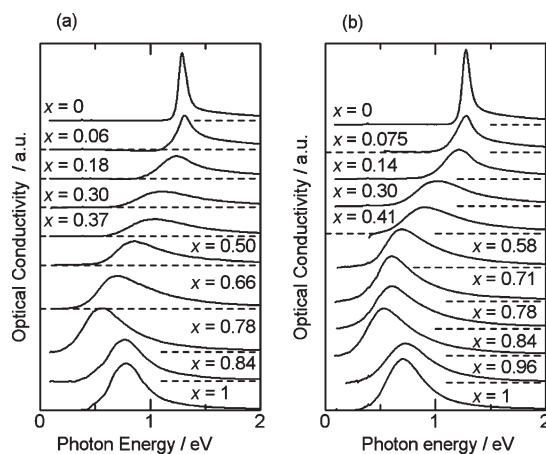 (a)
x = 0
x = 0.06
x = 0.18
x = 0.30
x = 0.37
x = 0.50
x = 0.66
x = 0.78
x = 0.84
x = 1
0
1
2
Photon Energy / eV
Optical Conductivity / a.u.
(b)
x = 0
x = 0.075
x = 0.14
x = 0.30
x = 0.41
x = 0.58
x = 0.71
x = 0.78
x = 0.84
x = 0.96
x = 1
0
1
2
Photon energy / eV
Optical Conductivity / a.u.